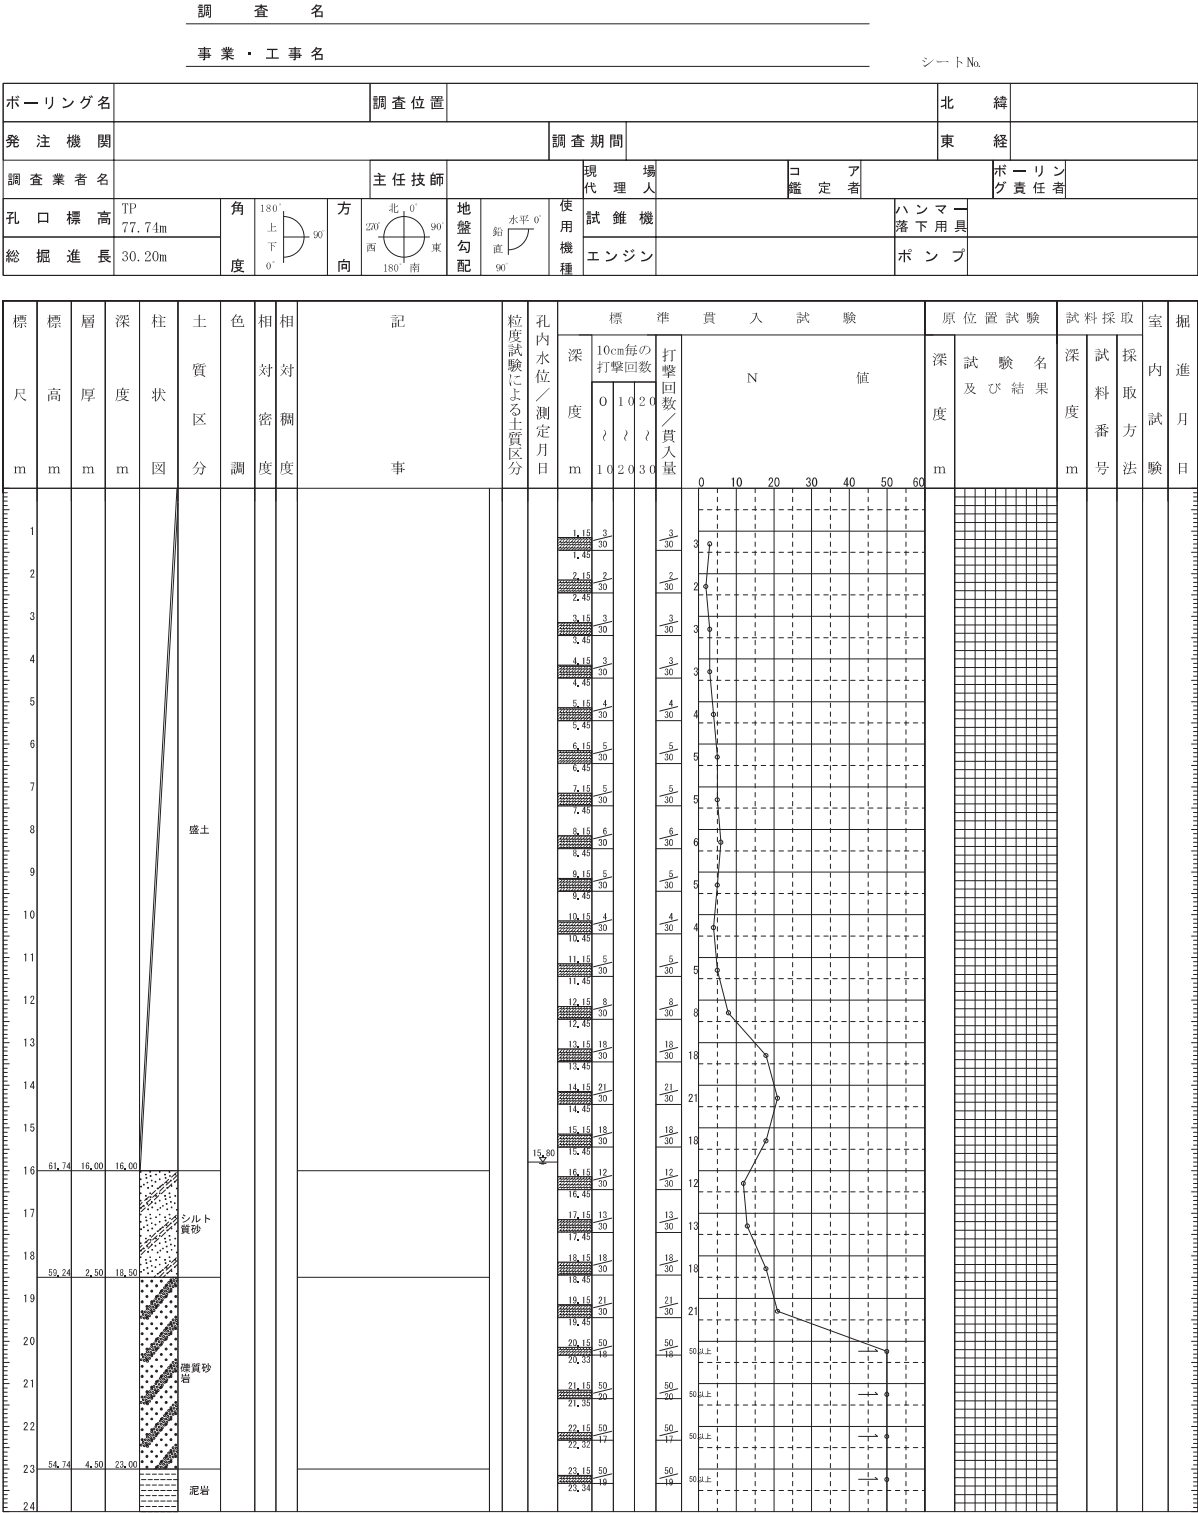 調査名
事業・工事名
シートNo.
ボーリング名 調査位置 北緯
発注機関 調査期間 東経
調査業者名 主任技師 現場代理人 コア鑑定者 ボーリング責任者
孔口標高 TP 77.74m 角度 180° 上 下 0° 90° 方向 北 0° 270° 90° 西 東 180° 南 地盤勾配 水平 0° 鉛直 90° 使用機種 試錐機 ハンマー落下用具
総掘進長 30.20m エンジン ポンプ
標尺 m 標高 m 層厚 m 深度 m 柱状図 土質区分 色調 相対密度 相対稠度 記事 粒度試験による土質区分 孔内水位/測定月日 標準貫入試験 原位置試験 試料採取 室内試験 掘進月日
深度 m 10cm毎の打撃回数 0~10 10~20 20~30 打撃回数/貫入量 N値 深度 m 試験名及び結果 深度 m 試料番号 採取方法
0 10 20 30 40 50 60
1 1.15 3/30 3/30 3
1.45
2 2.15 2/30 2/30 2
2.45
3 3.15 3/30 3/30 3
3.45
4 4.15 3/30 3/30 3
4.45
5 5.15 4/30 4/30 4
5.45
6 6.15 5/30 5/30 5
6.45
7 7.15 5/30 5/30 5
7.45
8 盛土 8.15 6/30 6/30 6
8.45
9 9.15 5/30 5/30 5
9.45
10 10.15 4/30 4/30 4
10.45
11 11.15 5/30 5/30 5
11.45
12 12.15 8/30 8/30 8
12.45
13 13.15 18/30 18/30 18
13.45
14 14.15 21/30 21/30 21
14.45
15 15.15 18/30 18/30 18
15.45
15.80
16 61.74 16.00 16.00 16.15 12/30 12/30 12
16.45
17 シルト質砂 17.15 13/30 13/30 13
17.45
18 18.15 18/30 18/30 18
18.45
59.24 2.50 18.50
19 19.15 21/30 21/30 21
19.45
20 20.15 50/18 50/18 50以上
20.33
21 礫質砂岩 21.15 50/20 50/20 50以上
21.35
22 22.15 50/17 50/17 50以上
22.32
23 54.74 4.50 23.00 23.15 50/19 50/19 50以上
23.34
泥岩
24